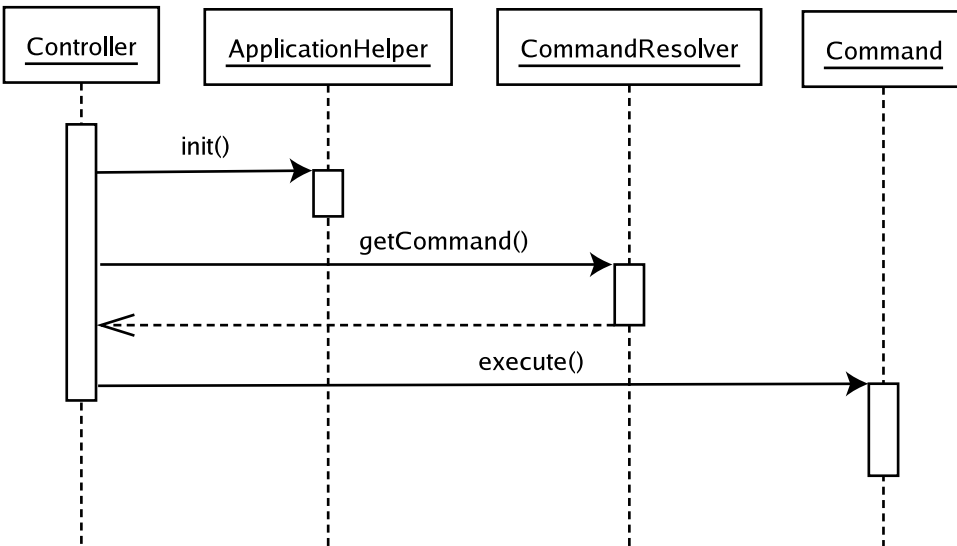 Controller
ApplicationHelper
CommandResolver
Command
init()
getCommand()
execute()